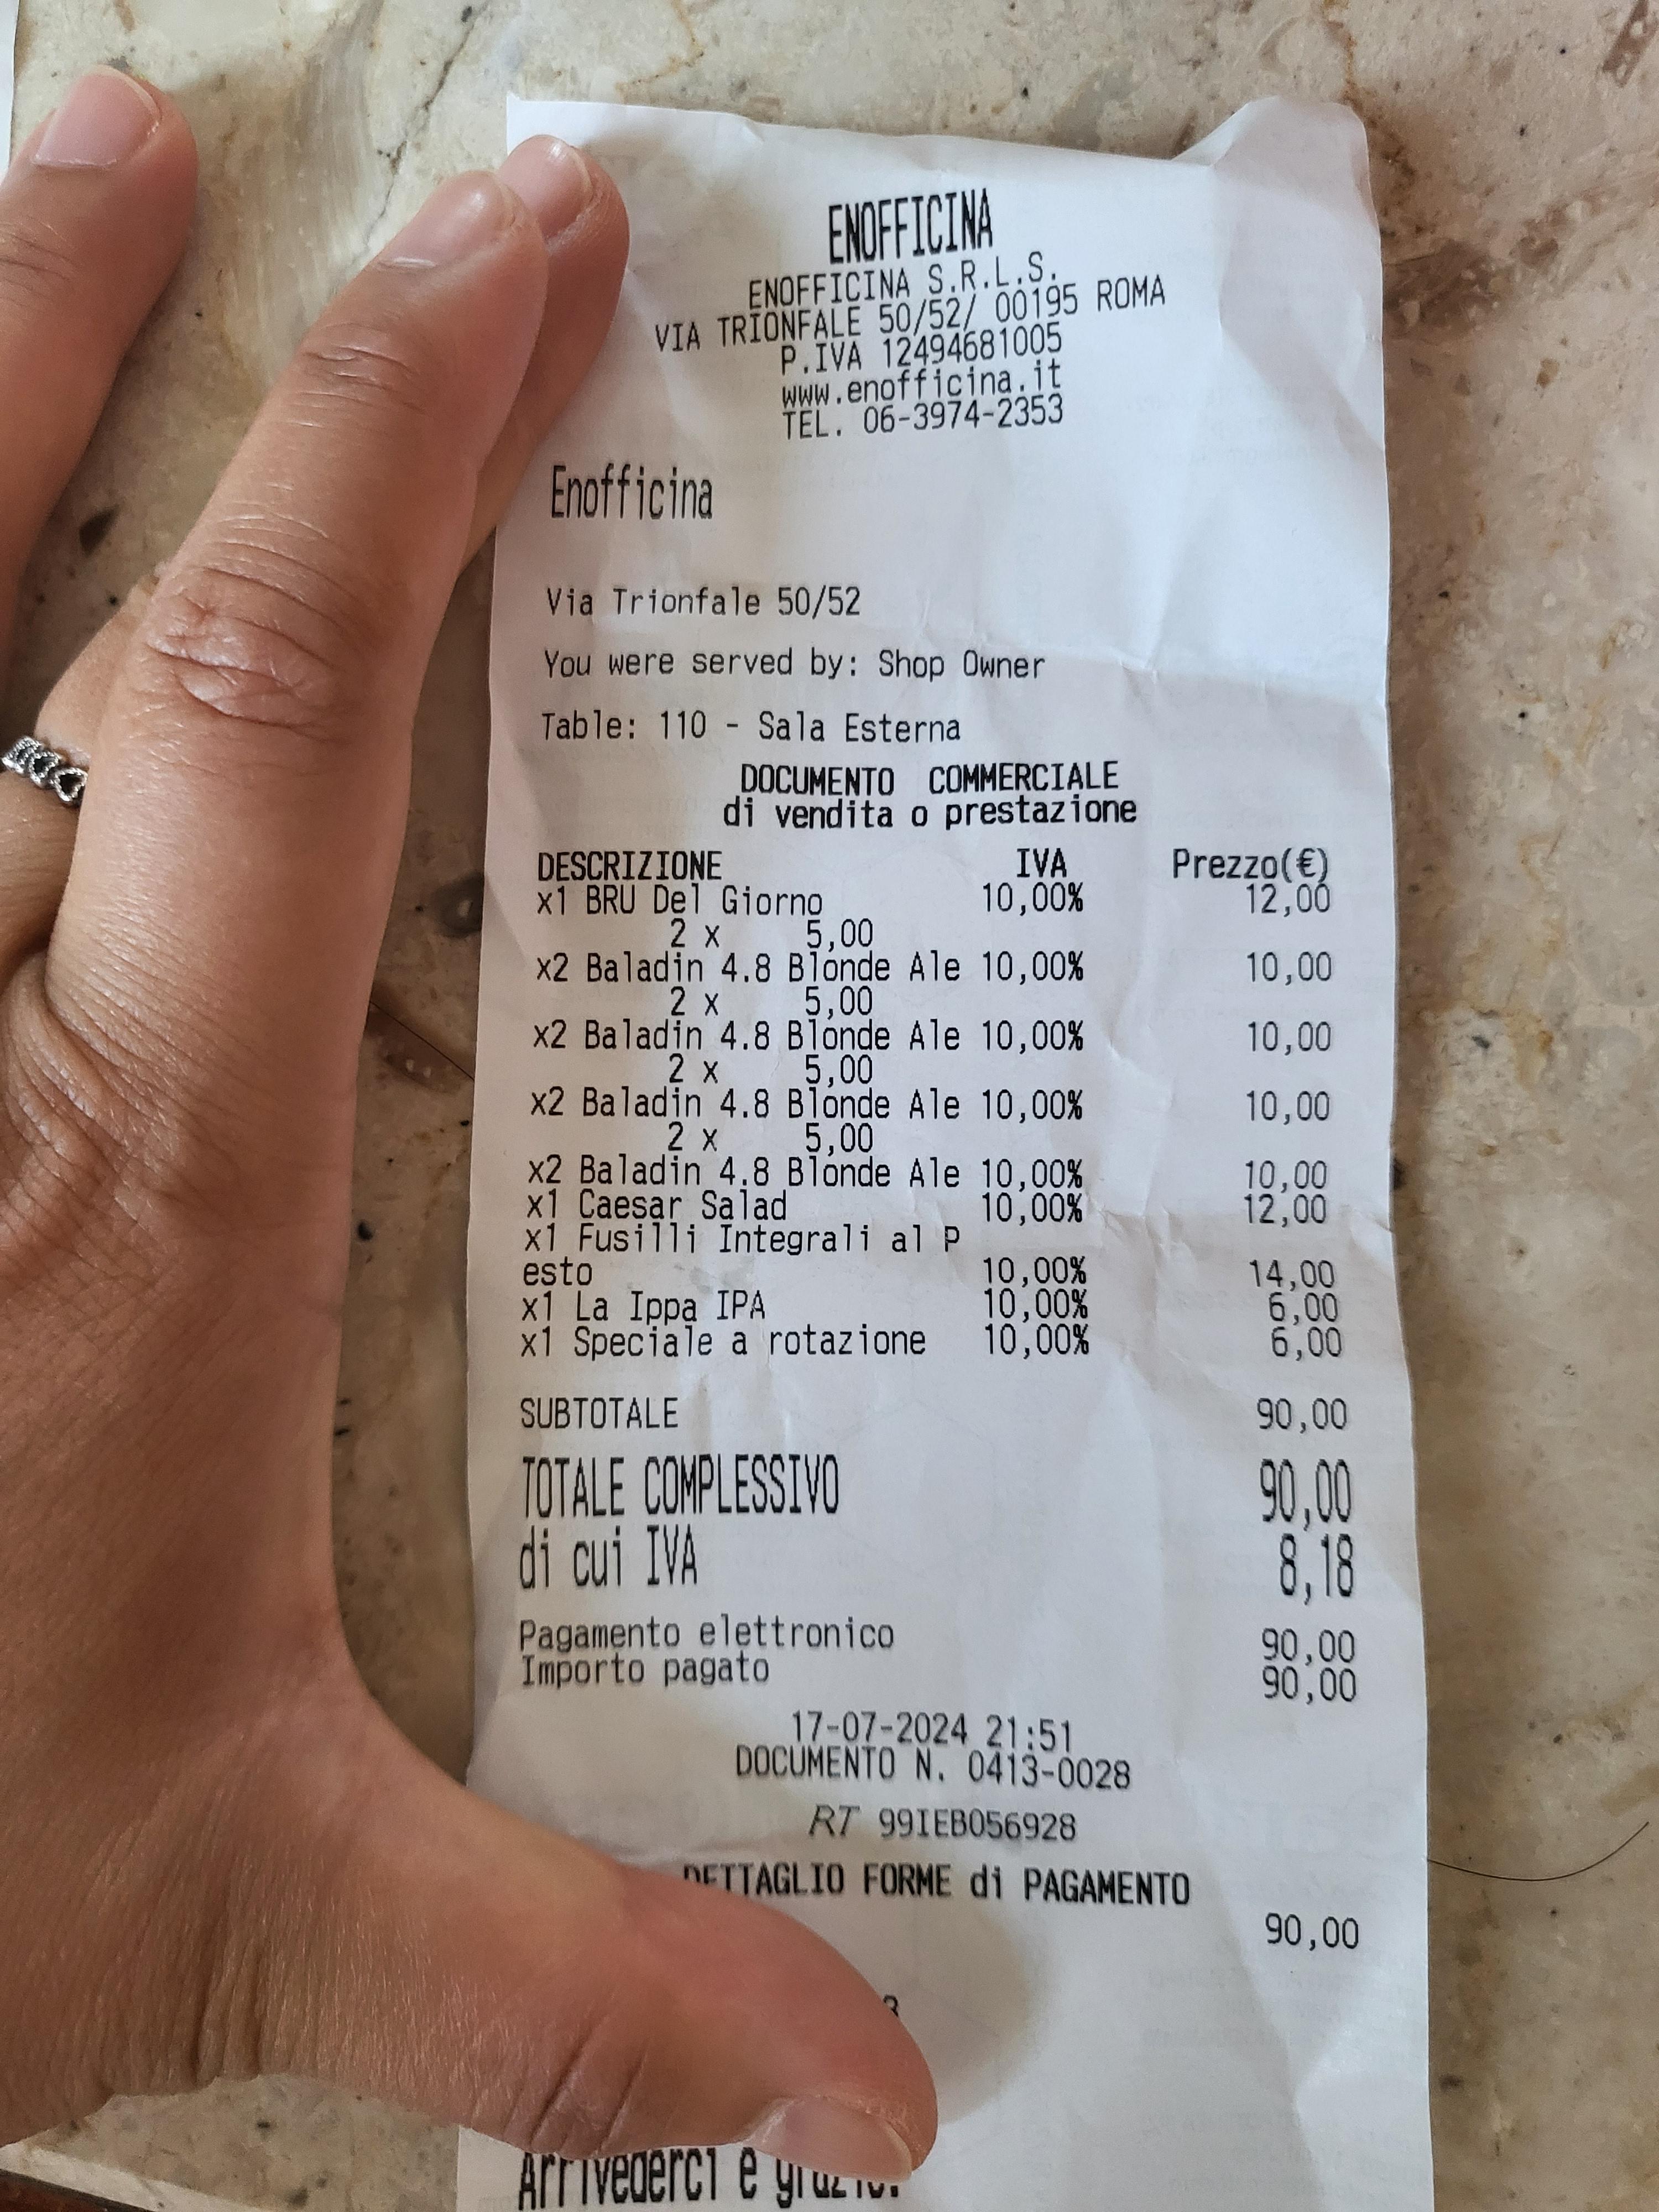 ENOFFICINA
ENOFFICINA S.R.L.S.
VIA TRIONFALE 50/52/ 00195 ROMA
P.IVA 12494681005
www.enofficina.it
TEL. 06-3974-2353
Enofficina
Via Trionfale 50/52
You were served by: Shop Owner
Table: 110 - Sala Esterna
DOCUMENTO COMMERCIALE
di vendita o prestazione
DESCRIZIONE IVA Prezzo(€)
x1 BRU Del Giorno 10,00% 12,00
2 x 5,00
x2 Baladin 4.8 Blonde Ale 10,00% 10,00
2 x 5,00
x2 Baladin 4.8 Blonde Ale 10,00% 10,00
2 x 5,00
x2 Baladin 4.8 Blonde Ale 10,00% 10,00
2 x 5,00
x2 Baladin 4.8 Blonde Ale 10,00% 10,00
x1 Caesar Salad 10,00% 12,00
x1 Fusilli Integrali al P
esto 10,00% 14,00
x1 La Ippa IPA 10,00% 6,00
x1 Speciale a rotazione 10,00% 6,00
SUBTOTALE 90,00
TOTALE COMPLESSIVO 90,00
di cui IVA 8,18
Pagamento elettronico 90,00
Importo pagato 90,00
17-07-2024 21:51
DOCUMENTO N. 0413-0028
RT 99IEB056928
DETTAGLIO FORME di PAGAMENTO
90,00
Arrivederci e grazie.